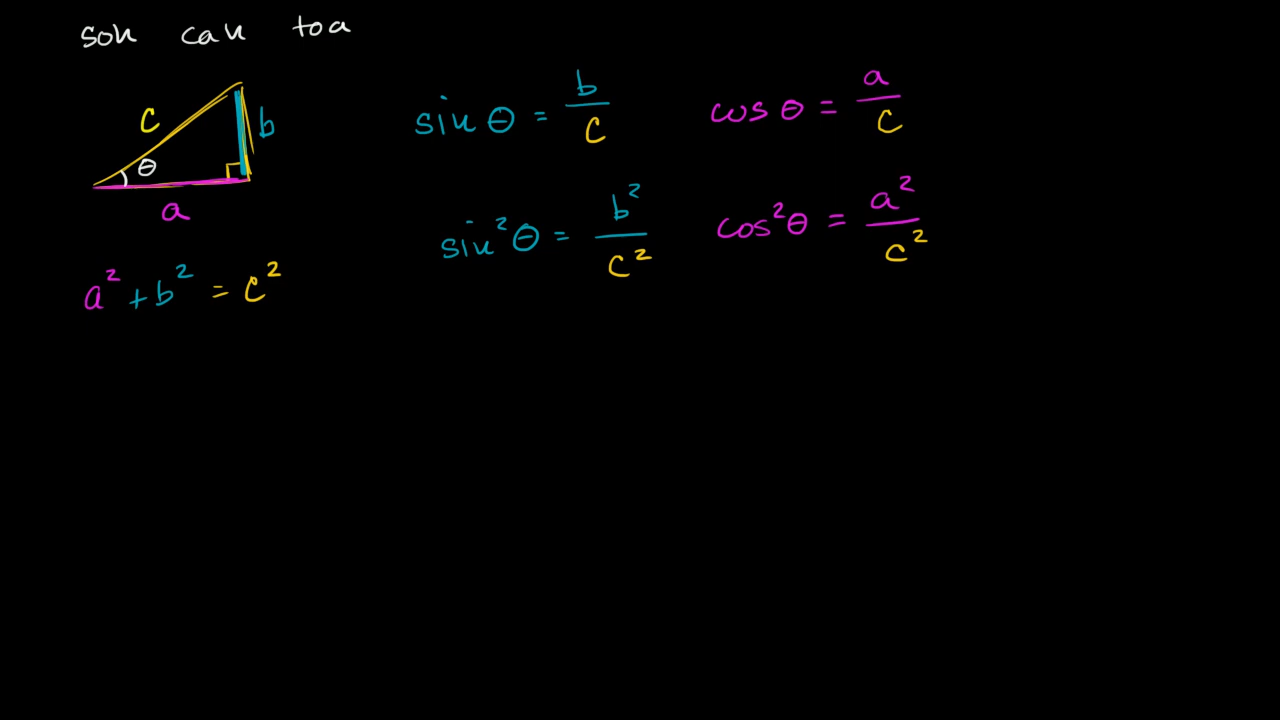 soh cah toa
c
b
θ
a
sin θ = b/c
cos θ = a/c
sin²θ = b²/c²
cos²θ = a²/c²
a² + b² = c²